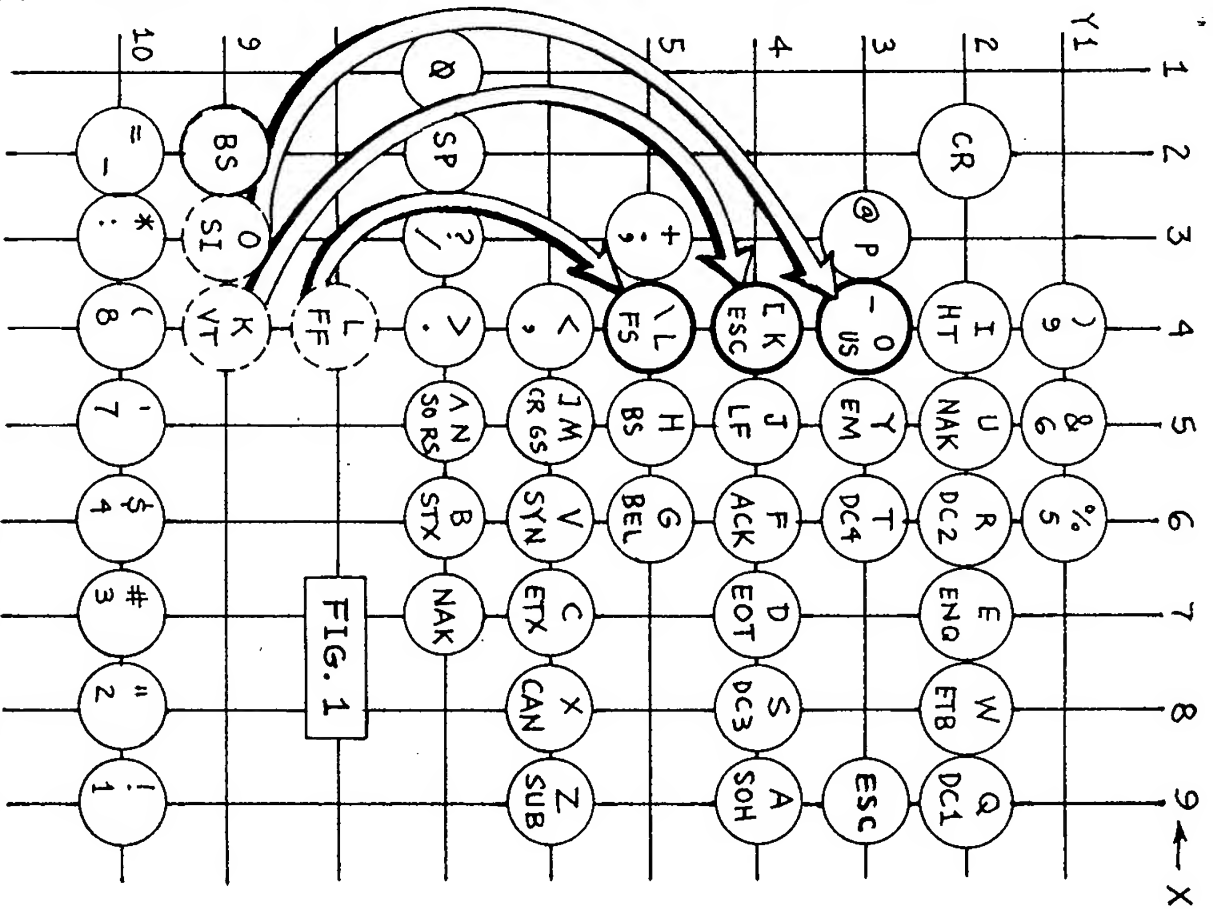 1 2 3 4 5 6 7 8 9 ← X
Y1 ) & %
9 6 5
2 CR I U R E W Q
HT NAK DC2 ENQ ETB DC1
3 @ P - O Y T ESC
US EM DC4
4 [ K J F D S A
ESC LF ACK EOT DC3 SOH
5 + \ L H G
; FS BS BEL
< ] M V C X Z
, CR GS SYN ETX CAN SUB
Ø SP ? > Λ N B NAK
/ . SO RS STX
L
FF
FIG. 1
9 BS O K
SI VT
10 = * ( ' $ # " !
- : 8 7 4 3 2 1